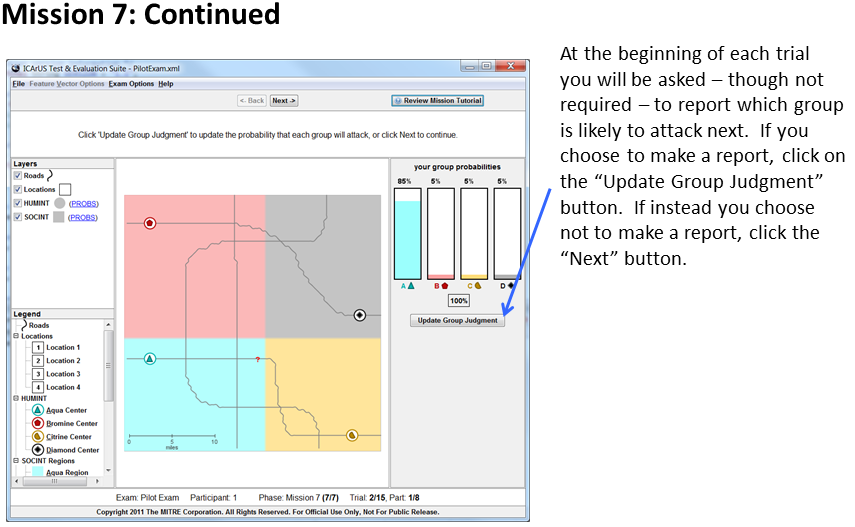 Mission 7: Continued
ICArUS Test & Evaluation Suite - PilotExam.xml
File Feature Vector Options Exam Options Help
<- Back Next -> Review Mission Tutorial
Click 'Update Group Judgment' to update the probability that each group will attack, or click Next to continue.
Layers
Roads
Locations
HUMINT (PROBS)
SOCINT (PROBS)
Legend
Roads
Locations
1 Location 1
2 Location 2
3 Location 3
4 Location 4
HUMINT
Aqua Center
Bromine Center
Citrine Center
Diamond Center
SOCINT Regions
Aqua Region
?
0 5 10
miles
your group probabilities
85% 5% 5% 5%
A B C D
100%
Update Group Judgment
Exam: Pilot Exam Participant: 1 Phase: Mission 7 (7/7) Trial: 2/15, Part: 1/8
Copyright 2011 The MITRE Corporation. All Rights Reserved. For Official Use Only, Not For Public Release.
At the beginning of each trial
you will be asked – though not
required – to report which group
is likely to attack next. If you
choose to make a report, click on
the “Update Group Judgment”
button. If instead you choose
not to make a report, click the
“Next” button.